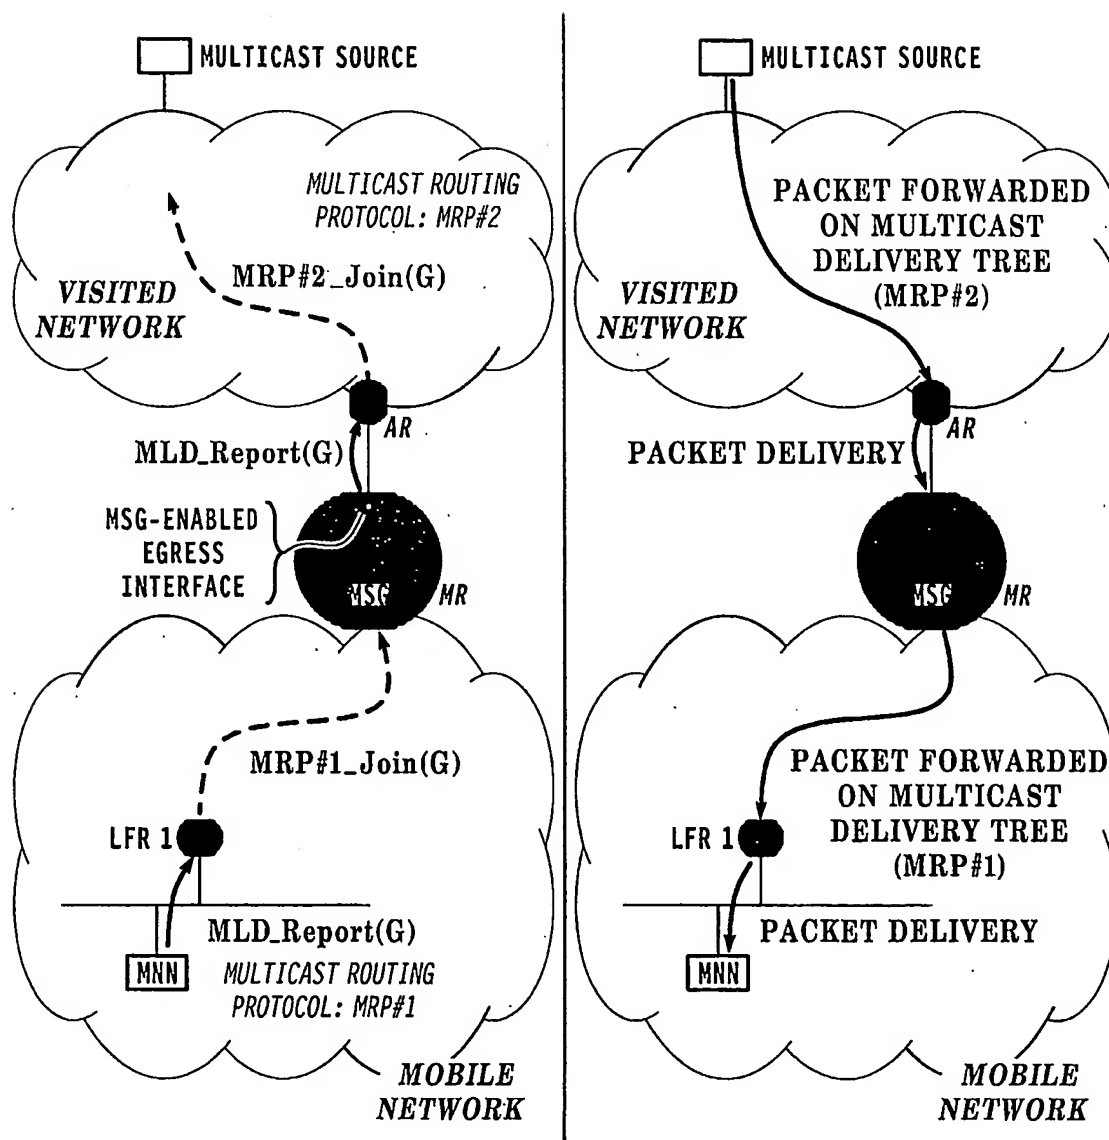 MULTICAST SOURCE
MULTICAST ROUTING
PROTOCOL: MRP#2
MRP#2_Join(G)
VISITED
NETWORK
AR
MLD_Report(G)
MSG-ENABLED
EGRESS
INTERFACE
MSG
MR
MRP#1_Join(G)
LFR 1
MLD_Report(G)
MNN
MULTICAST ROUTING
PROTOCOL: MRP#1
MOBILE
NETWORK
MULTICAST SOURCE
PACKET FORWARDED
ON MULTICAST
DELIVERY TREE
(MRP#2)
VISITED
NETWORK
AR
PACKET DELIVERY
MSG
MR
PACKET FORWARDED
ON MULTICAST
DELIVERY TREE
(MRP#1)
LFR 1
PACKET DELIVERY
MNN
MOBILE
NETWORK